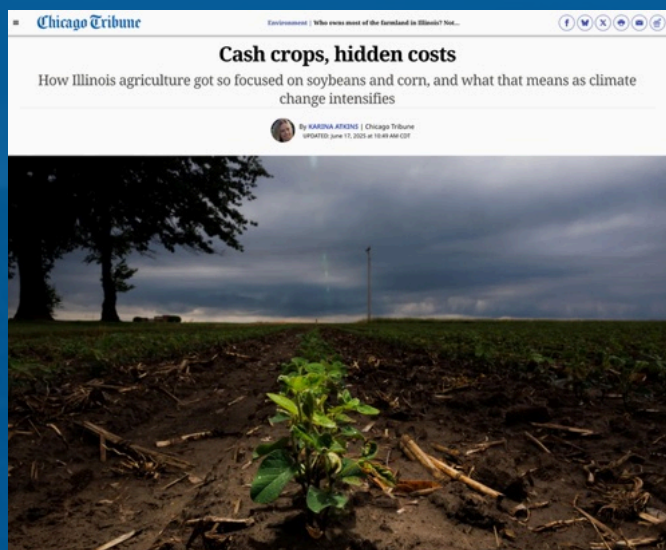 Chicago Tribune
Environment | Who owns most of the farmland in Illinois? Not...
Cash crops, hidden costs
How Illinois agriculture got so focused on soybeans and corn, and what that means as climate
change intensifies
By KARINA ATKINS | Chicago Tribune
UPDATED: June 17, 2025 at 10:49 AM CDT